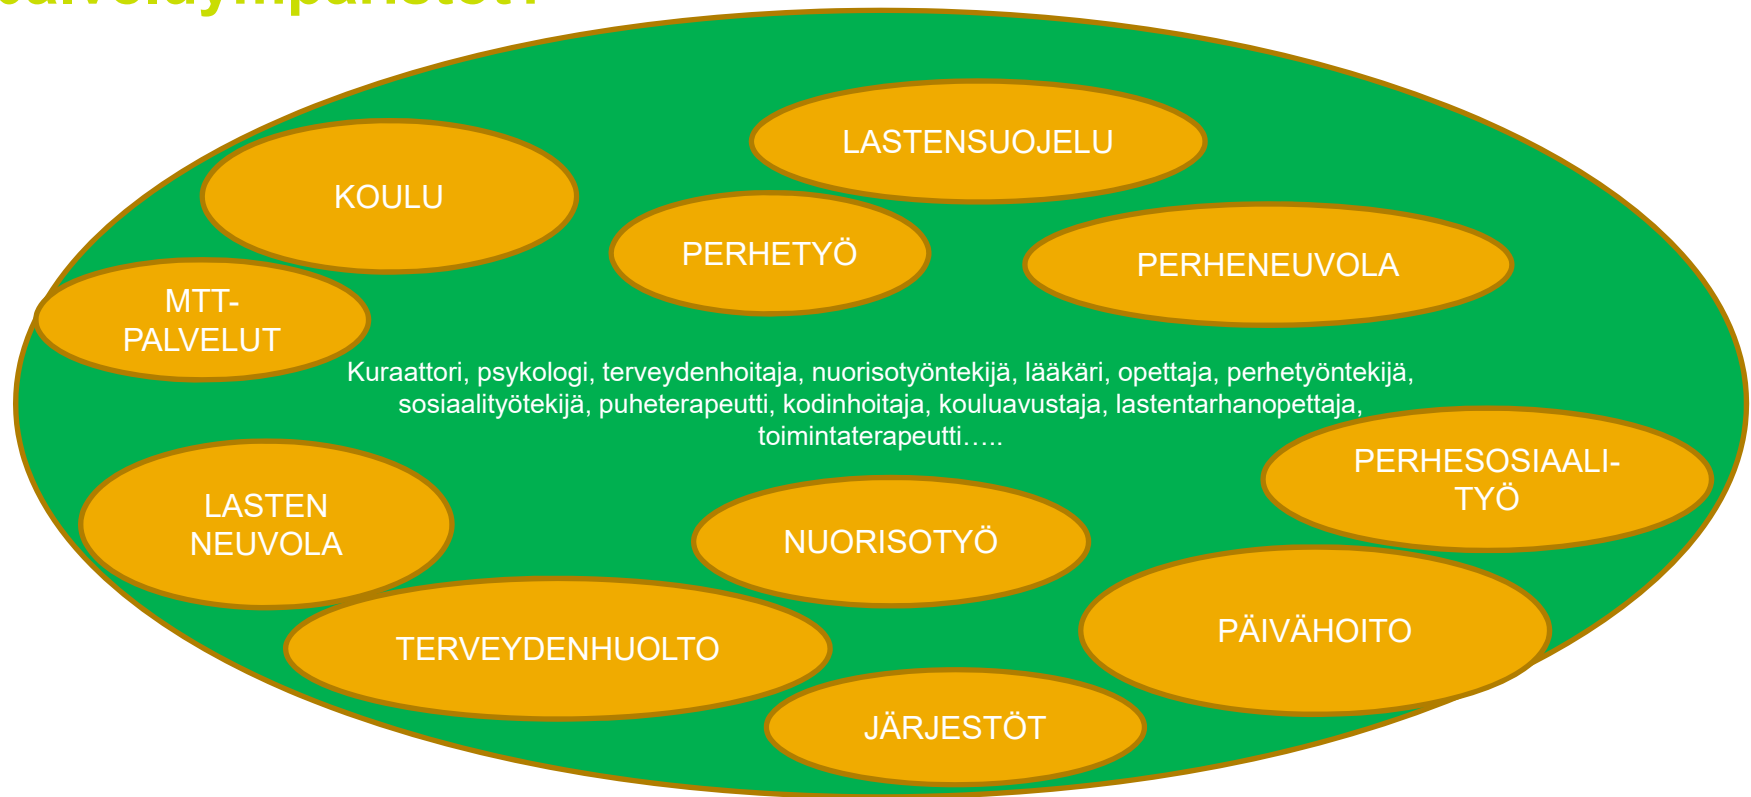 LASTENSUOJELU
KOULU
PERHETYÖ
PERHENEUVOLA
MTT-
PALVELUT
Kuraattori, psykologi, terveydenhoitaja, nuorisotyöntekijä, lääkäri, opettaja, perhetyöntekijä,
sosiaalityötekijä, puheterapeutti, kodinhoitaja, kouluavustaja, lastentarhanopettaja,
toimintaterapeutti…..
PERHESOSIAALI-
TYÖ
LASTEN
NEUVOLA
NUORISOTYÖ
PÄIVÄHOITO
TERVEYDENHUOLTO
JÄRJESTÖT